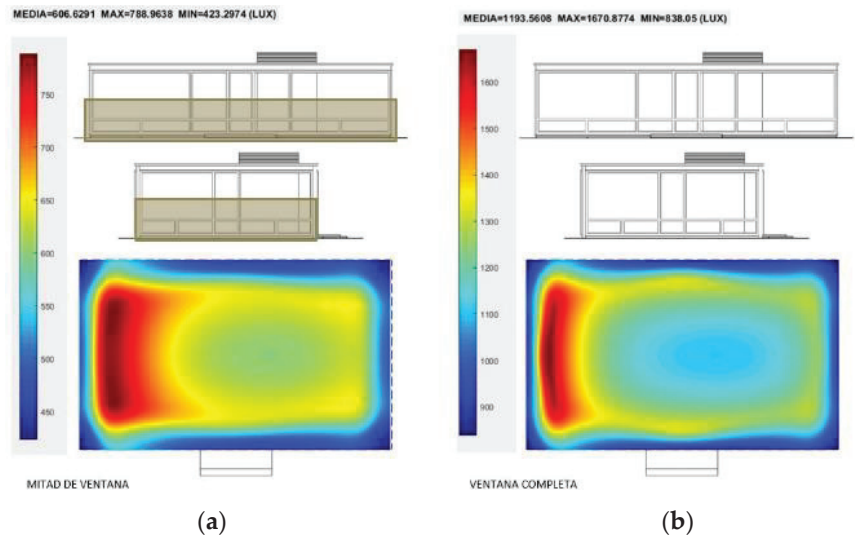 MEDIA=606.6291 MAX=788.9638 MIN=423.2974 (LUX)
750
700
650
600
550
500
450
MITAD DE VENTANA
(a)
MEDIA=1193.5608 MAX=1670.8774 MIN=838.05 (LUX)
1600
1500
1400
1300
1200
1100
1000
900
VENTANA COMPLETA
(b)